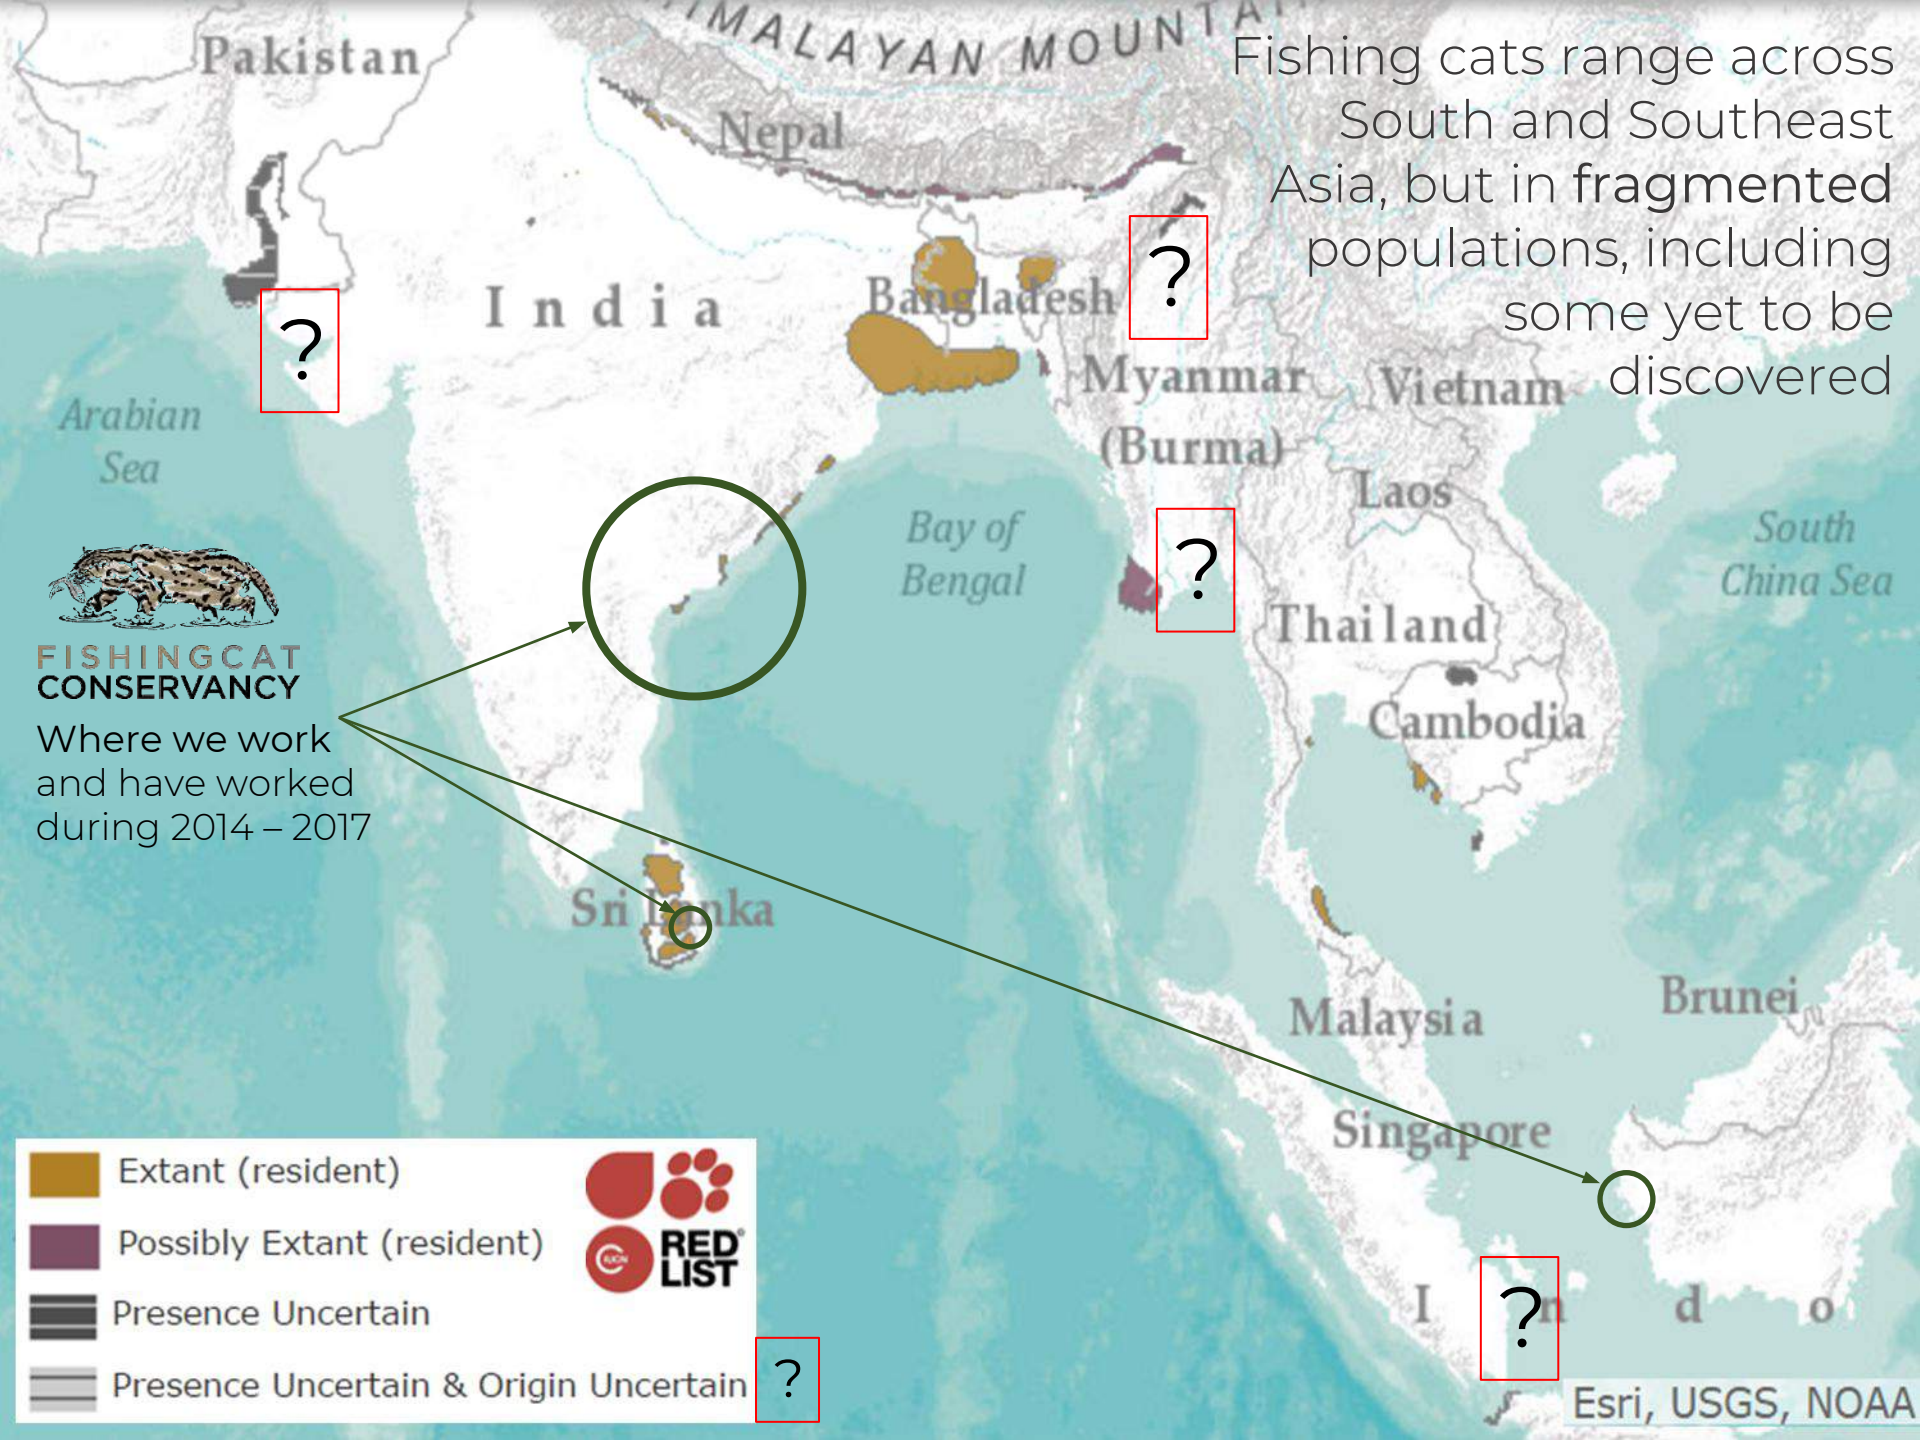 HIMALAYAN MOUNTAI
Pakistan
Fishing cats range across
South and Southeast
Asia, but in fragmented
populations, including
some yet to be
discovered
Nepal
India
Bangladesh
?
?
Myanmar
(Burma)
Vietnam
Laos
Arabian
Sea
Bay of
Bengal
?
South
China Sea
Thailand
Cambodia
FISHINGCAT
CONSERVANCY
Where we work
and have worked
during 2014 – 2017
Sri Lanka
Malaysia
Brunei
Singapore
I n d o
?
Extant (resident)
Possibly Extant (resident)
Presence Uncertain
Presence Uncertain & Origin Uncertain
?
IUCN
RED
LIST
Esri, USGS, NOAA